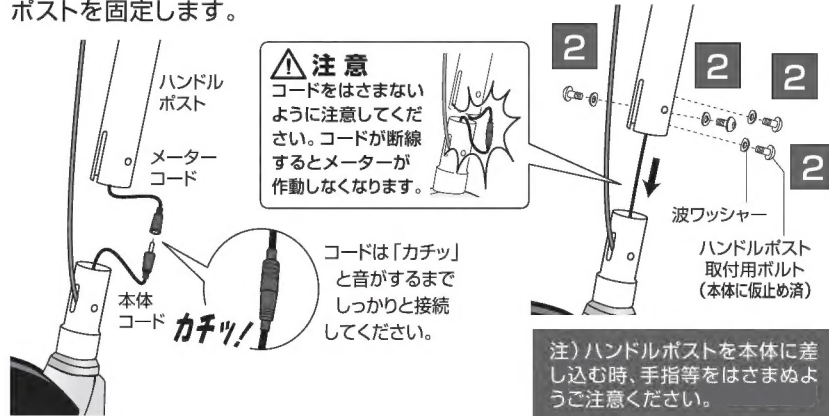 ポストを固定します。
ハンドル
ポスト
メーター
コード
本体
コード
カチッ!
コードは「カチッ」
と音がするまで
しっかりと接続
してください。
注意
コードをはさまない
ように注意してくだ
さい。コードが断線
するとメーターが
作動しなくなります。
2
2
2
2
波ワッシャー
ハンドルポスト
取付用ボルト
（本体に仮止め済）
注）ハンドルポストを本体に差
し込む時、手指等をはさまぬよ
うご注意ください。